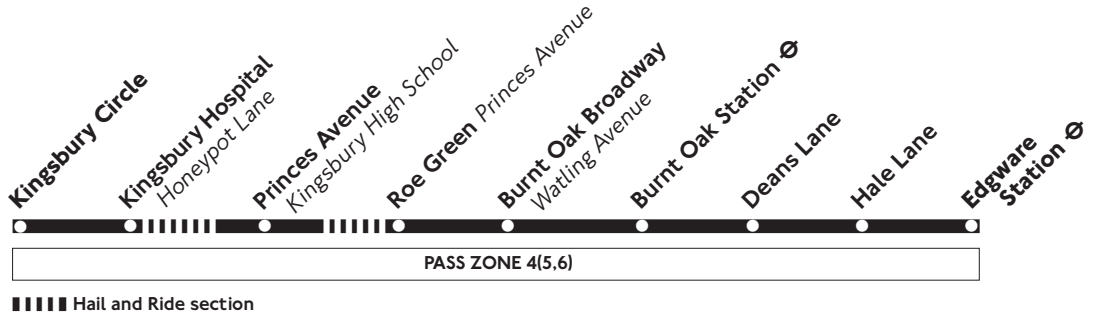 Kingsbury Circle
Kingsbury Hospital
Honeypot Lane
Princes Avenue
Kingsbury High School
Roe Green Princes Avenue
Burnt Oak Broadway
Watling Avenue
Burnt Oak Station
Deans Lane
Hale Lane
Edgware
Station
PASS ZONE 4(5,6)
Hail and Ride section